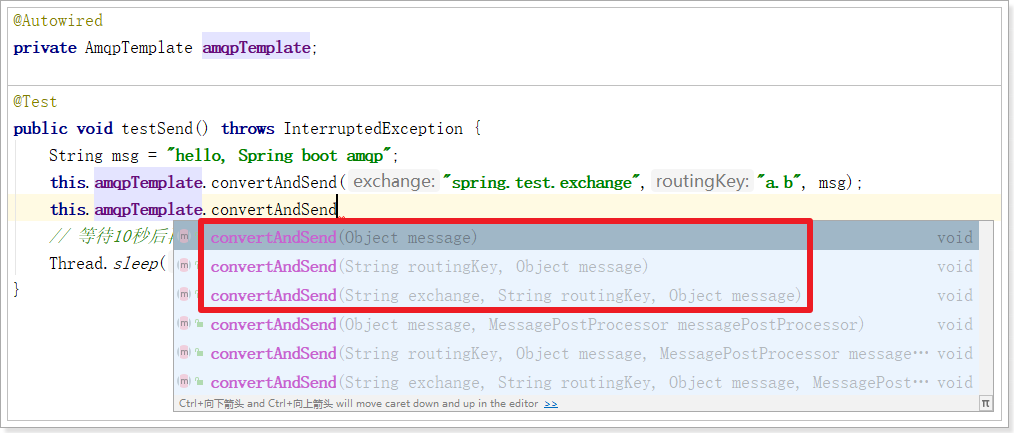 @Autowired
private AmqpTemplate amqpTemplate;
@Test
public void testSend() throws InterruptedException {
String msg = "hello, Spring boot amqp";
this.amqpTemplate.convertAndSend( exchange: "spring.test.exchange", routingKey: "a.b", msg);
this.amqpTemplate.convertAndSend
// 等待10秒后
Thread.sleep(
}
convertAndSend(Object message) void
convertAndSend(String routingKey, Object message) void
convertAndSend(String exchange, String routingKey, Object message) void
convertAndSend(Object message, MessagePostProcessor messagePostProcessor) void
convertAndSend(String routingKey, Object message, MessagePostProcessor message… void
convertAndSend(String exchange, String routingKey, Object message, MessagePost… void
Ctrl+向下箭头 and Ctrl+向上箭头 will move caret down and up in the editor >> π